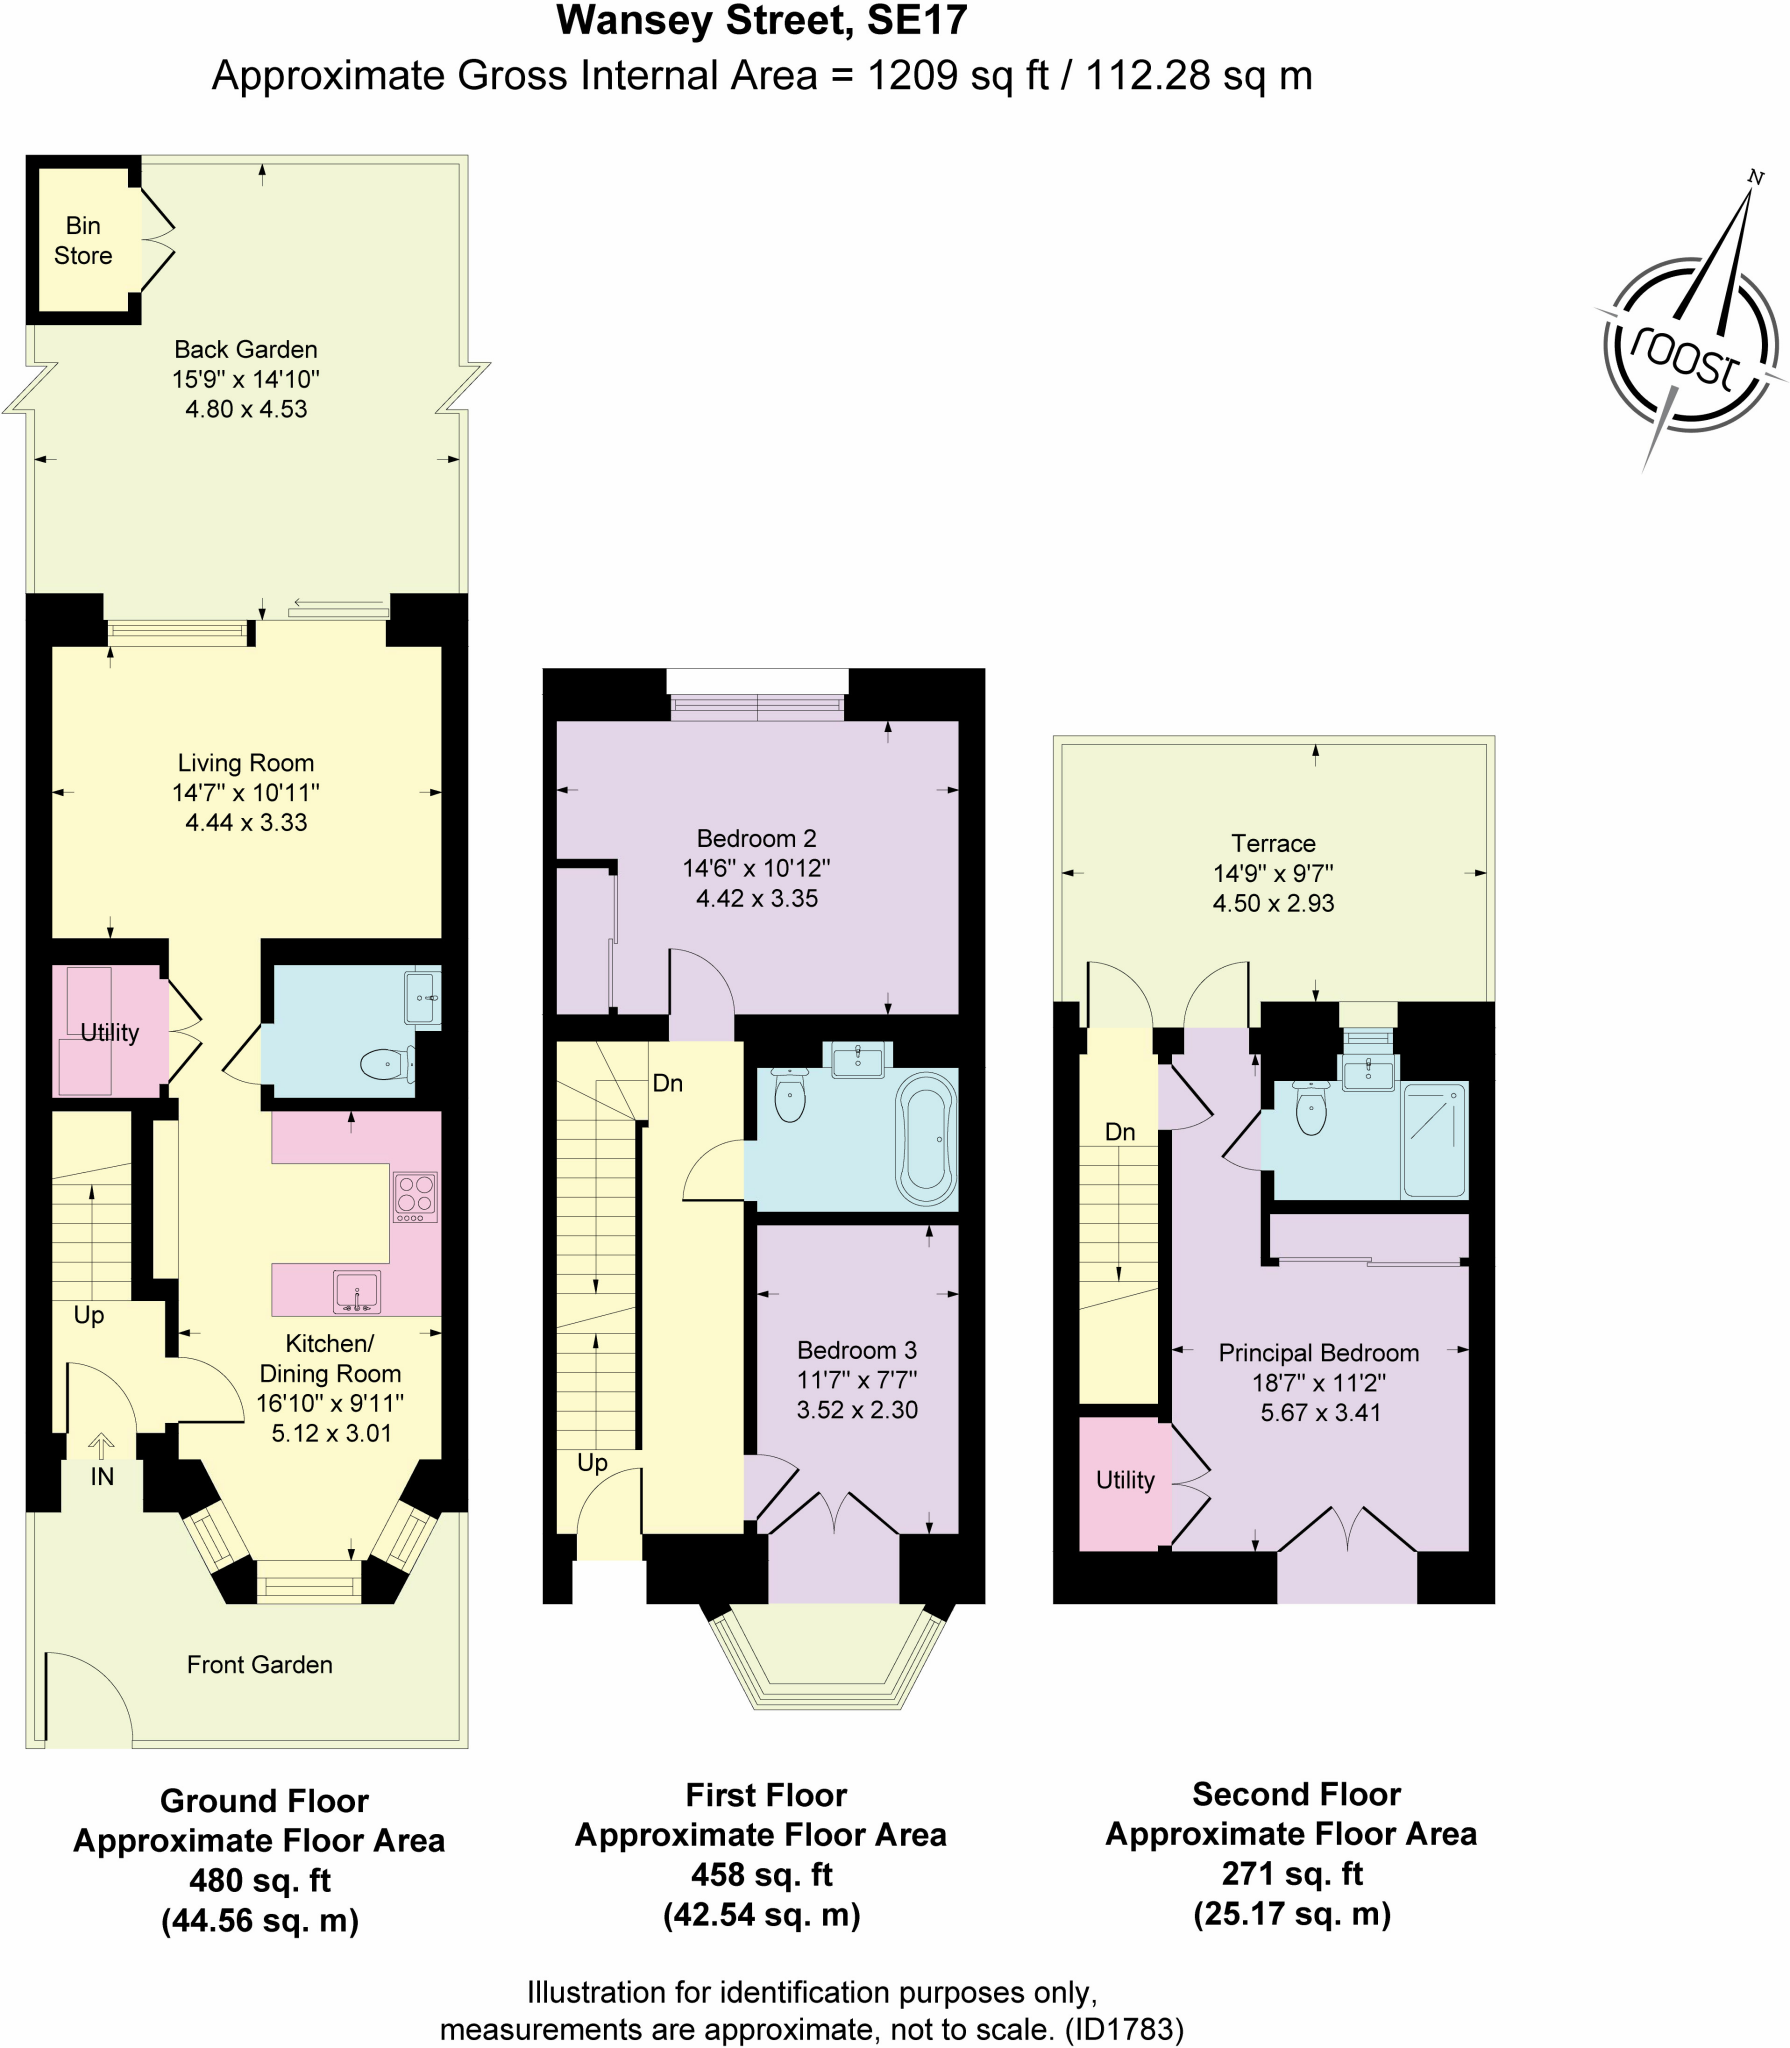 Wansey Street, SE17
Approximate Gross Internal Area = 1209 sq ft / 112.28 sq m
N
roost
Bin
Store
Back Garden
15'9" x 14'10"
4.80 x 4.53
Living Room
14'7" x 10'11"
4.44 x 3.33
Utility
Up
IN
Kitchen/
Dining Room
16'10" x 9'11"
5.12 x 3.01
Front Garden
Ground Floor
Approximate Floor Area
480 sq. ft
(44.56 sq. m)
Bedroom 2
14'6" x 10'12"
4.42 x 3.35
Dn
Bedroom 3
11'7" x 7'7"
3.52 x 2.30
Up
First Floor
Approximate Floor Area
458 sq. ft
(42.54 sq. m)
Terrace
14'9" x 9'7"
4.50 x 2.93
Dn
Principal Bedroom
18'7" x 11'2"
5.67 x 3.41
Utility
Second Floor
Approximate Floor Area
271 sq. ft
(25.17 sq. m)
Illustration for identification purposes only,
measurements are approximate, not to scale. (ID1783)